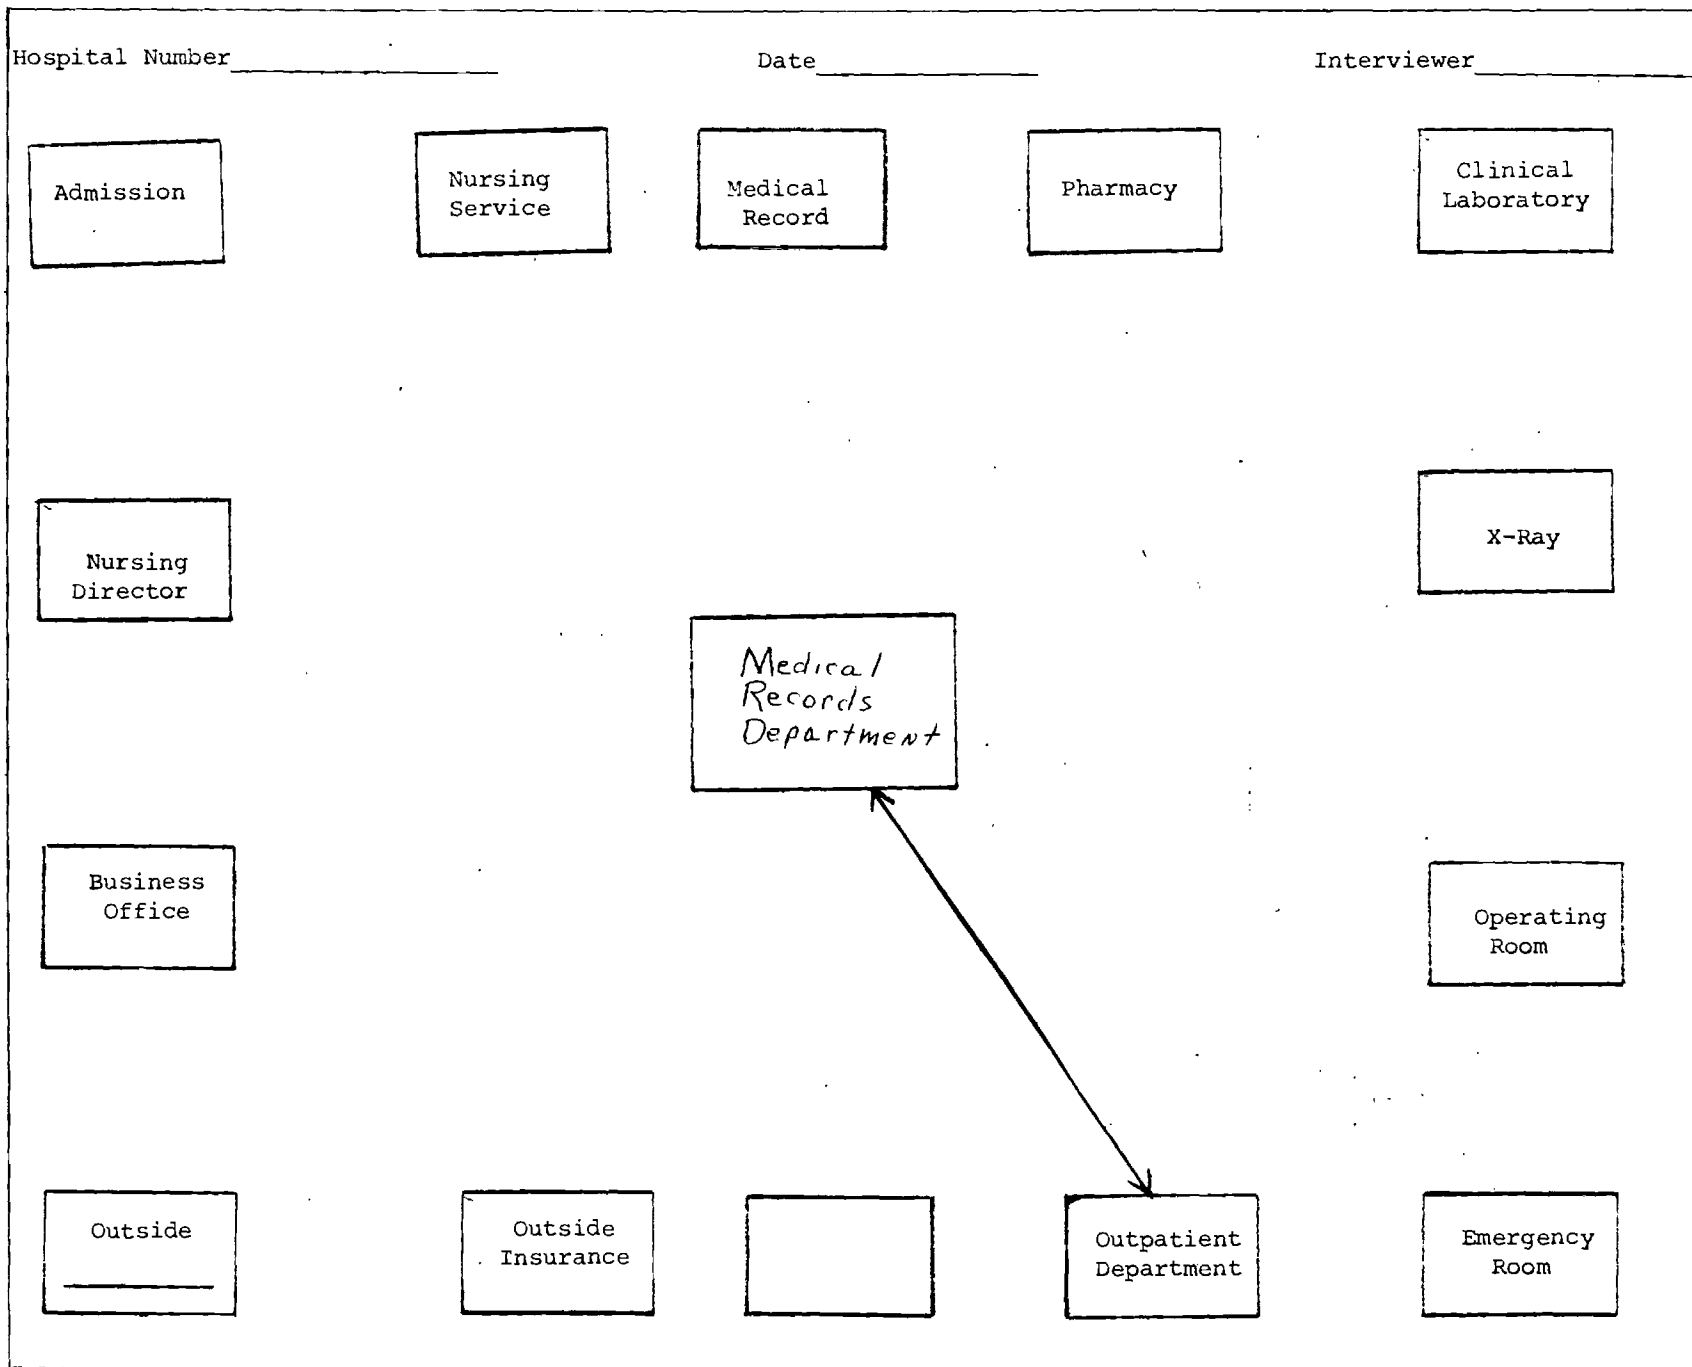 Hospital Number
Date
Interviewer
Admission
Nursing
Service
Medical
Record
Pharmacy
Clinical
Laboratory
Nursing
Director
X-Ray
Medical
Records
Department
Business
Office
Operating
Room
Outside
Outside
Insurance
Outpatient
Department
Emergency
Room